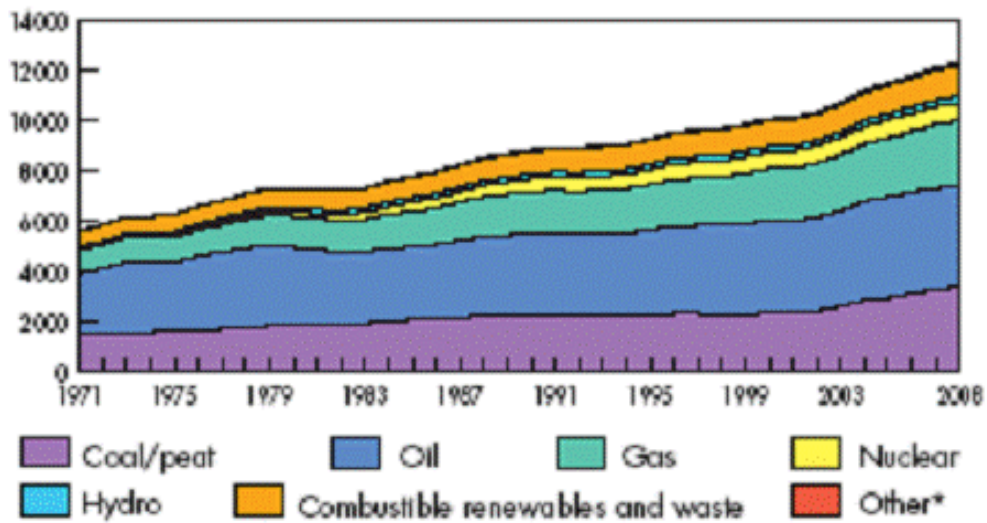 14000
12000
10000
8000
6000
4000
2000
0
1971 1975 1979 1983 1987 1991 1995 1999 2003 2008
Coal/peat Oil Gas Nuclear
Hydro Combustible renewables and waste Other*